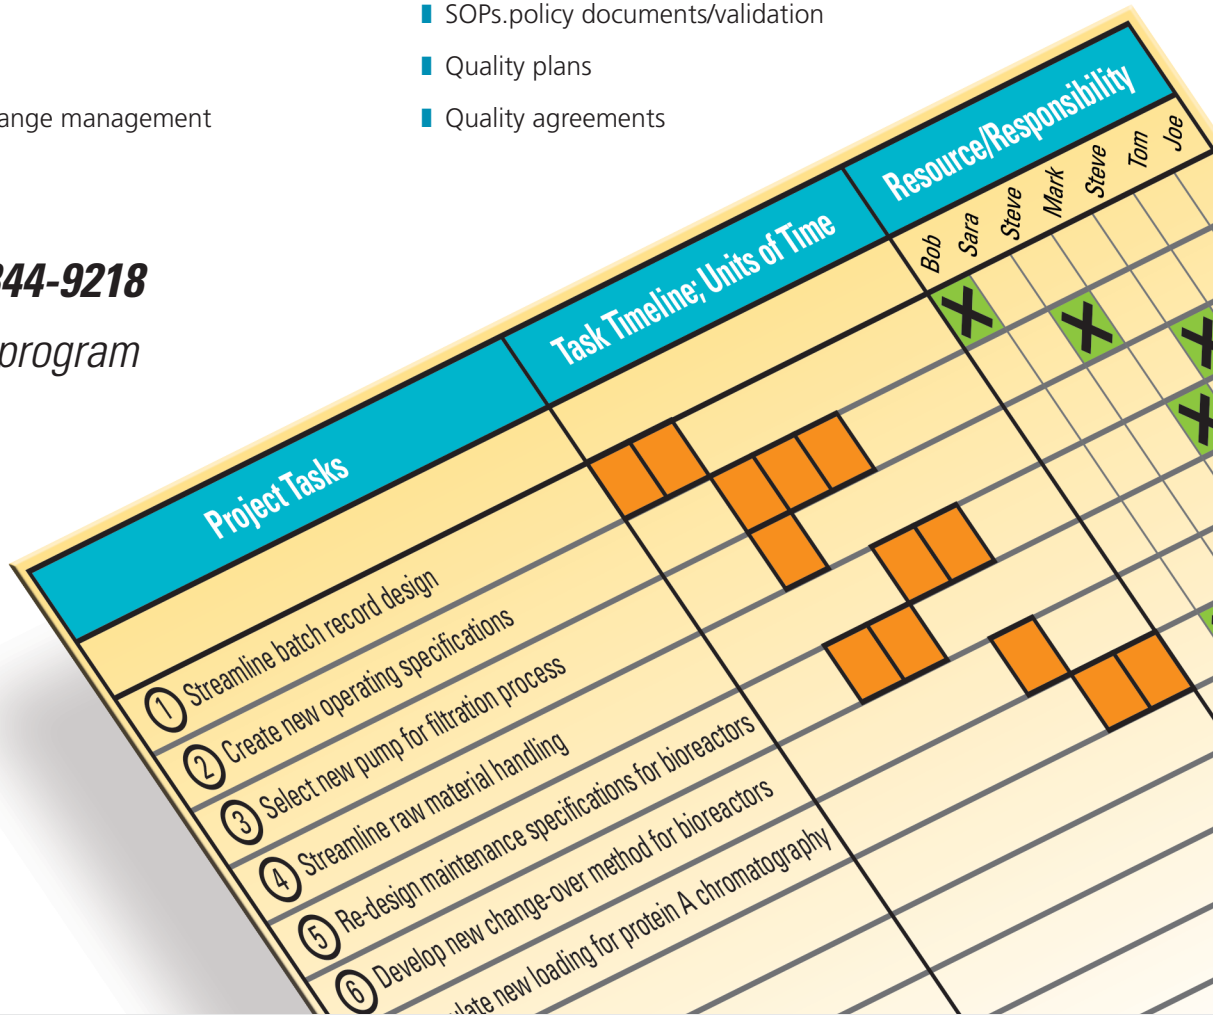 SOPs.policy documents/validation
Quality plans
ange management
Quality agreements
344-9218
program
Project Tasks
Task Timeline; Units of Time
Resource/Responsibility
Bob
Sara
Steve
Mark
Steve
Tom
Joe
1 Streamline batch record design
2 Create new operating specifications
3 Select new pump for filtration process
4 Streamline raw material handling
5 Re-design maintenance specifications for bioreactors
6 Develop new change-over method for bioreactors
late new loading for protein A chromatography